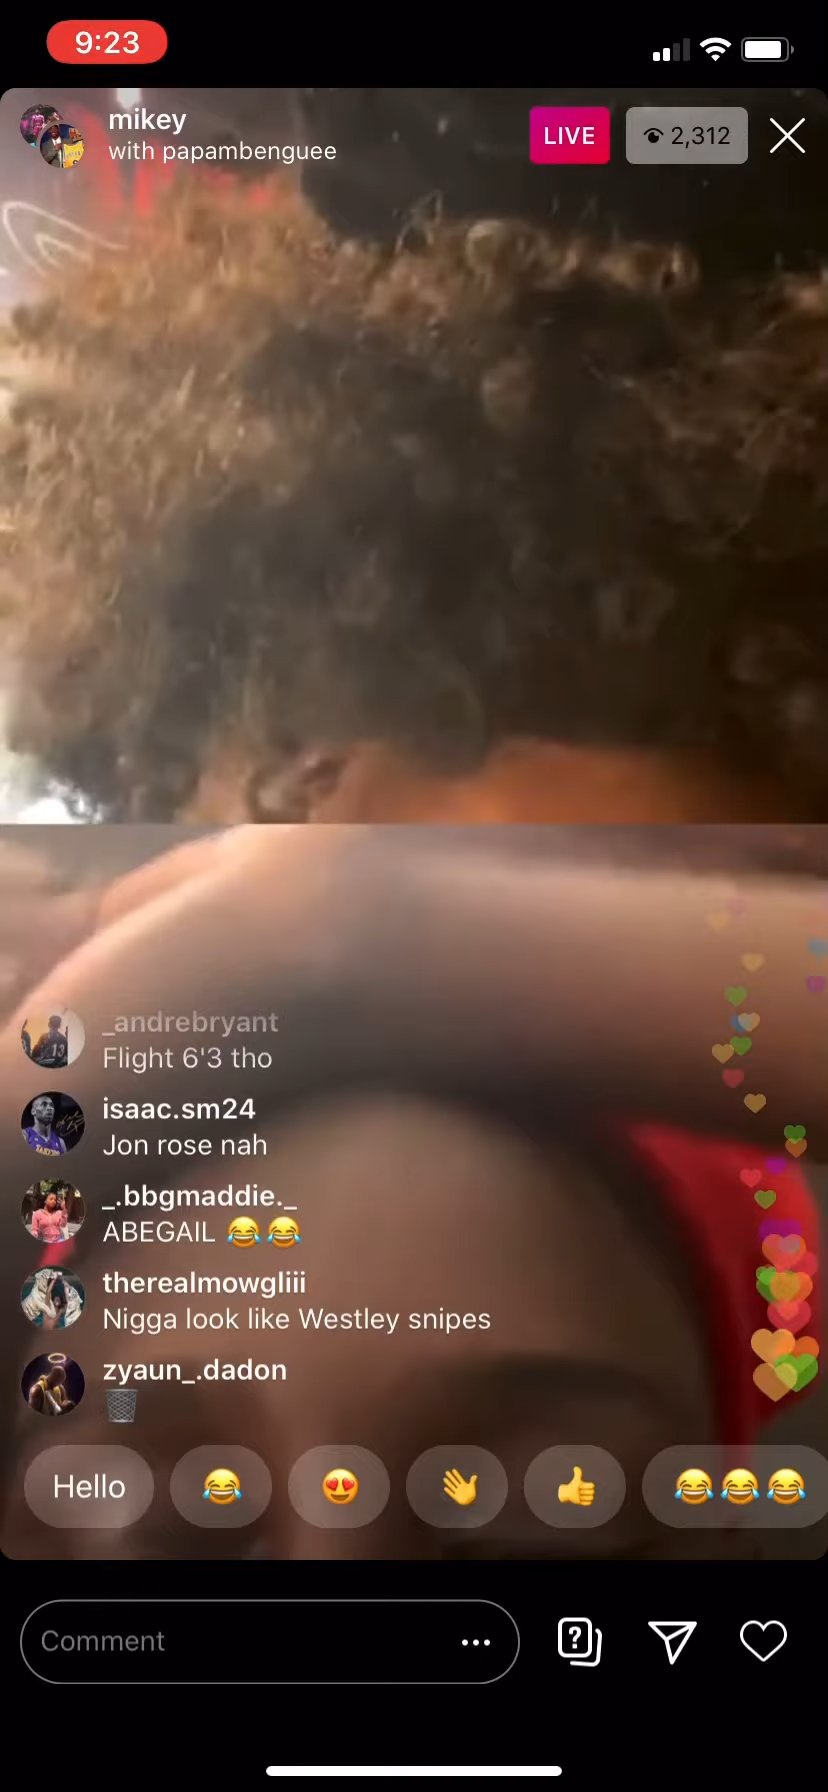 9:23
mikey
with papambenguee
LIVE
2,312
_andrebryant
Flight 6'3 tho
isaac.sm24
Jon rose nah
_.bbgmaddie._
ABEGAIL 😂😂
therealmowgliii
Nigga look like Westley snipes
zyaun_.dadon
🗑️
Hello 😂 😍 👋 👍 😂😂😂
Comment